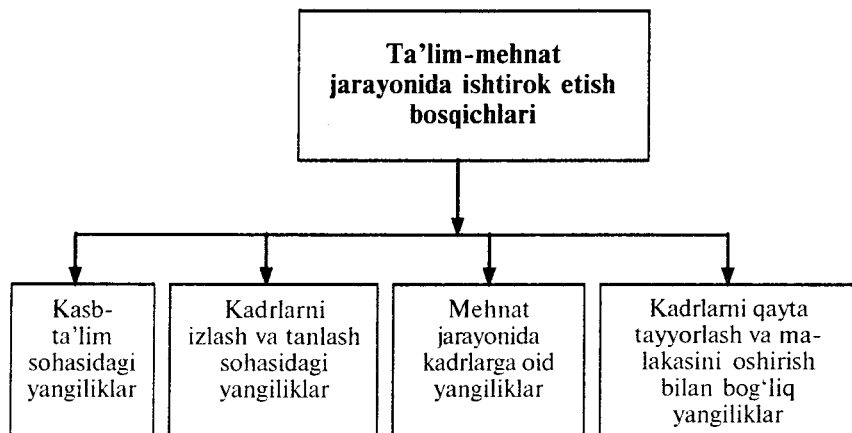 Ta’lim-mehnat
jarayonida ishtirok etish
bosqichlari
Kasb-
ta’lim
sohasidagi
yangiliklar
Kadrlarni
izlash va tanlash
sohasidagi
yangiliklar
Mehnat
jarayonida
kadrlarga oid
yangiliklar
Kadrlarni qayta
tayyorlash va ma-
lakasini oshirish
bilan bog‘liq
yangiliklar